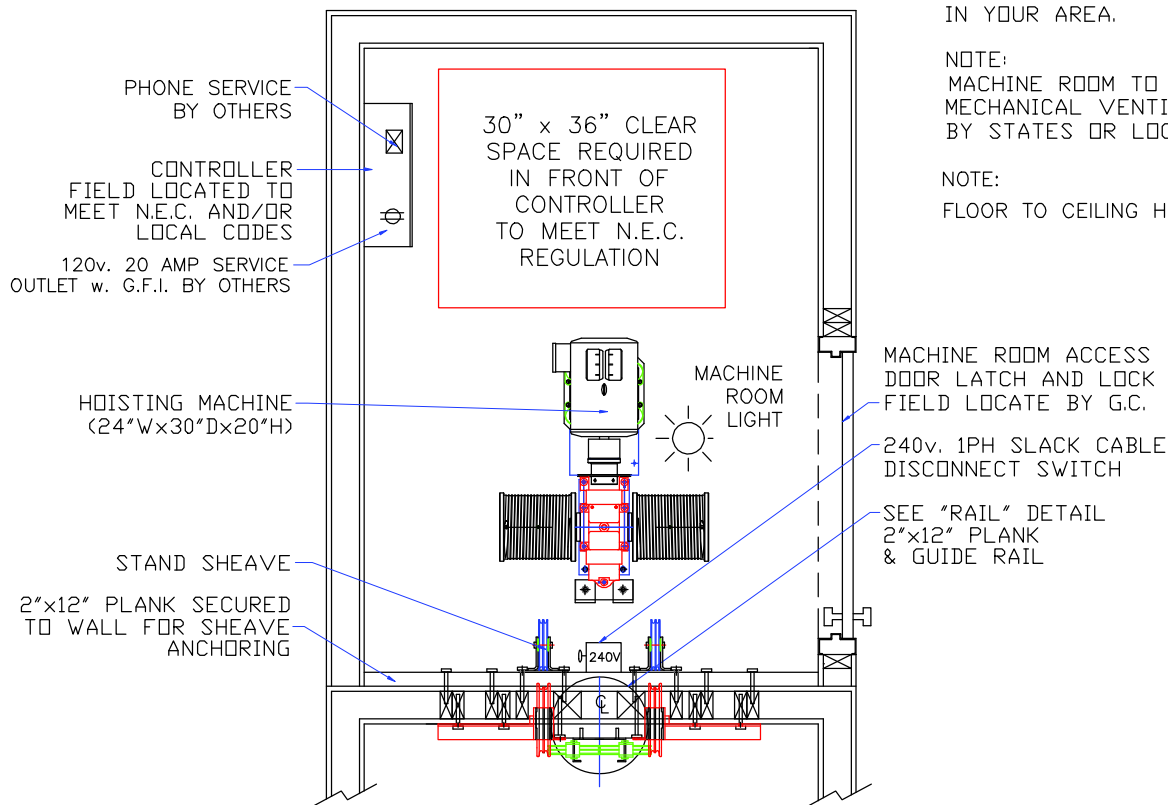 IN YOUR AREA.
NOTE:
MACHINE ROOM TO
MECHANICAL VENTI
BY STATES OR LOC
NOTE:
FLOOR TO CEILING H
PHONE SERVICE
BY OTHERS
CONTROLLER
FIELD LOCATED TO
MEET N.E.C. AND/OR
LOCAL CODES
120v. 20 AMP SERVICE
OUTLET w. G.F.I. BY OTHERS
30" x 36" CLEAR
SPACE REQUIRED
IN FRONT OF
CONTROLLER
TO MEET N.E.C.
REGULATION
HOISTING MACHINE
(24"Wx30"Dx20"H)
MACHINE
ROOM
LIGHT
MACHINE ROOM ACCESS
DOOR LATCH AND LOCK
FIELD LOCATE BY G.C.
240v. 1PH SLACK CABLE
DISCONNECT SWITCH
SEE "RAIL" DETAIL
2"x12" PLANK
& GUIDE RAIL
STAND SHEAVE
2"x12" PLANK SECURED
TO WALL FOR SHEAVE
ANCHORING
240V
℄